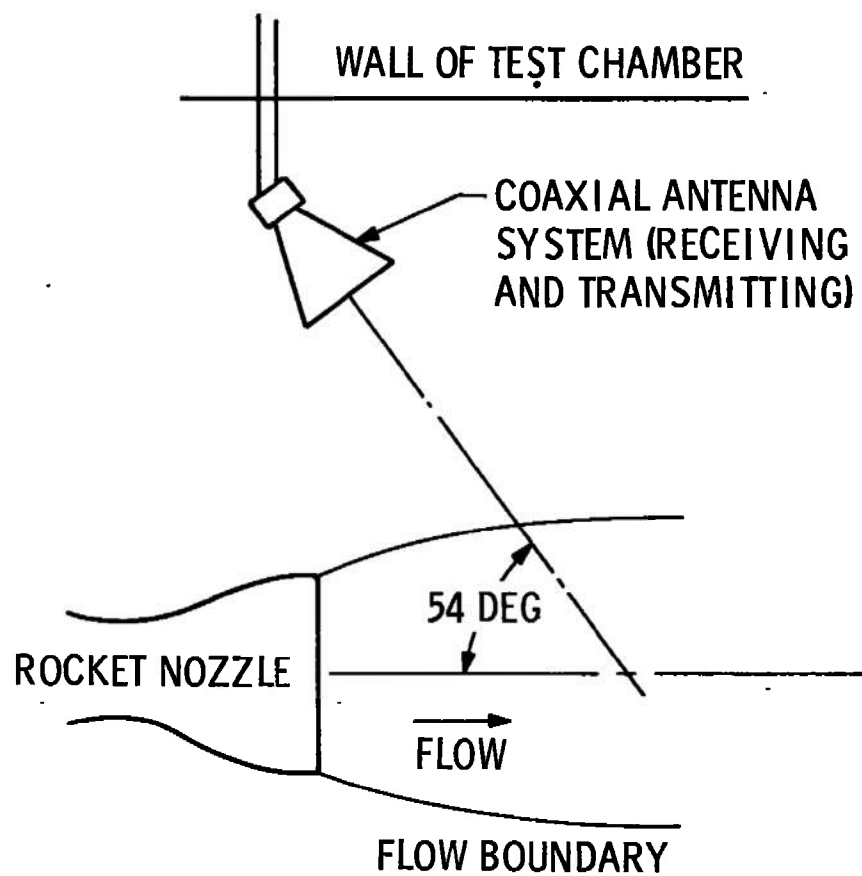 WALL OF TEST CHAMBER
COAXIAL ANTENNA
SYSTEM (RECEIVING
AND TRANSMITTING)
54 DEG
ROCKET NOZZLE
FLOW
FLOW BOUNDARY